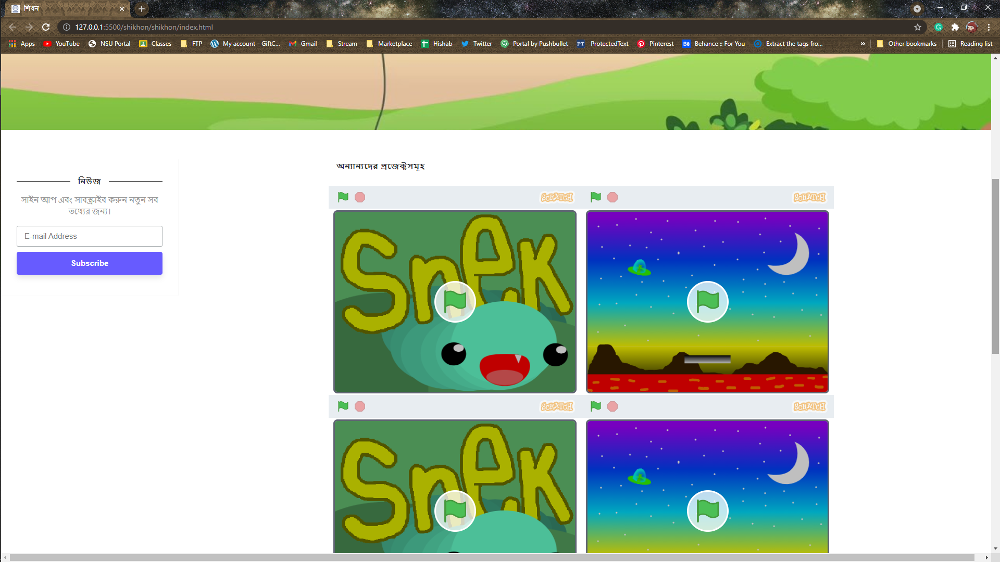 শিখন
127.0.0.1:5500/shikhon/shikhon/index.html
Apps
YouTube
NSU Portal
Classes
FTP
My account – GiftC...
Gmail
Stream
Marketplace
Hishab
Twitter
Portal by Pushbullet
PT
ProtectedText
Pinterest
Bē
Behance :: For You
Extract the tags fro...
»
Other bookmarks
Reading list
নিউজ
সাইন আপ এবং সাবস্ক্রাইব করুন নতুন সব
তথ্যের জন্য।
E-mail Address
Subscribe
অন্যান্যদের প্রজেক্টসমূহ
SCRATCH
SCRATCH
Snek
SCRATCH
SCRATCH
Snek